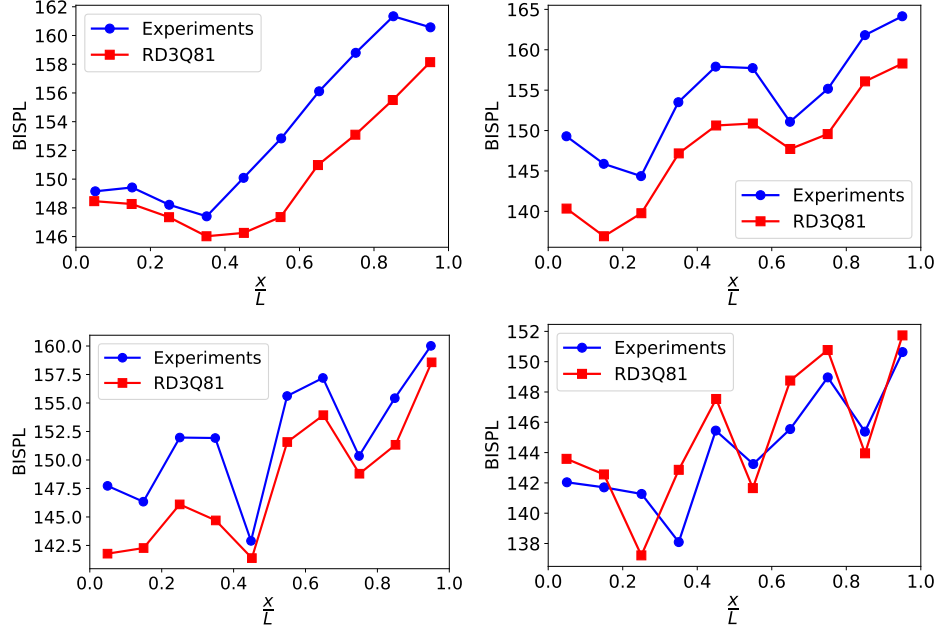 162
160
158
156
154
152
150
148
146
BISPL
Experiments
RD3Q81
0.0 0.2 0.4 0.6 0.8 1.0
x
L
165
160
155
150
145
140
BISPL
Experiments
RD3Q81
0.0 0.2 0.4 0.6 0.8 1.0
x
L
160.0
157.5
155.0
152.5
150.0
147.5
145.0
142.5
BISPL
Experiments
RD3Q81
0.0 0.2 0.4 0.6 0.8 1.0
x
L
152
150
148
146
144
142
140
138
BISPL
Experiments
RD3Q81
0.0 0.2 0.4 0.6 0.8 1.0
x
L